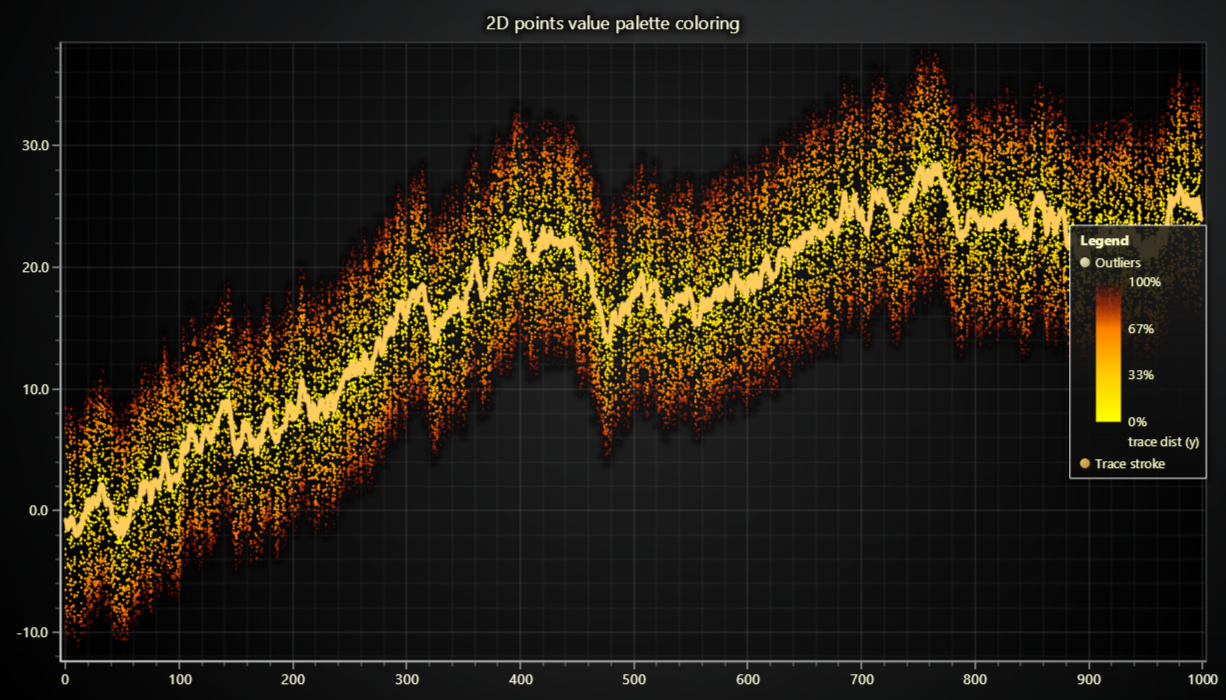 2D points value palette coloring
30.0
20.0
10.0
0.0
-10.0
0 100 200 300 400 500 600 700 800 900 1000
Legend
Outliers
100%
67%
33%
0%
trace dist (y)
Trace stroke